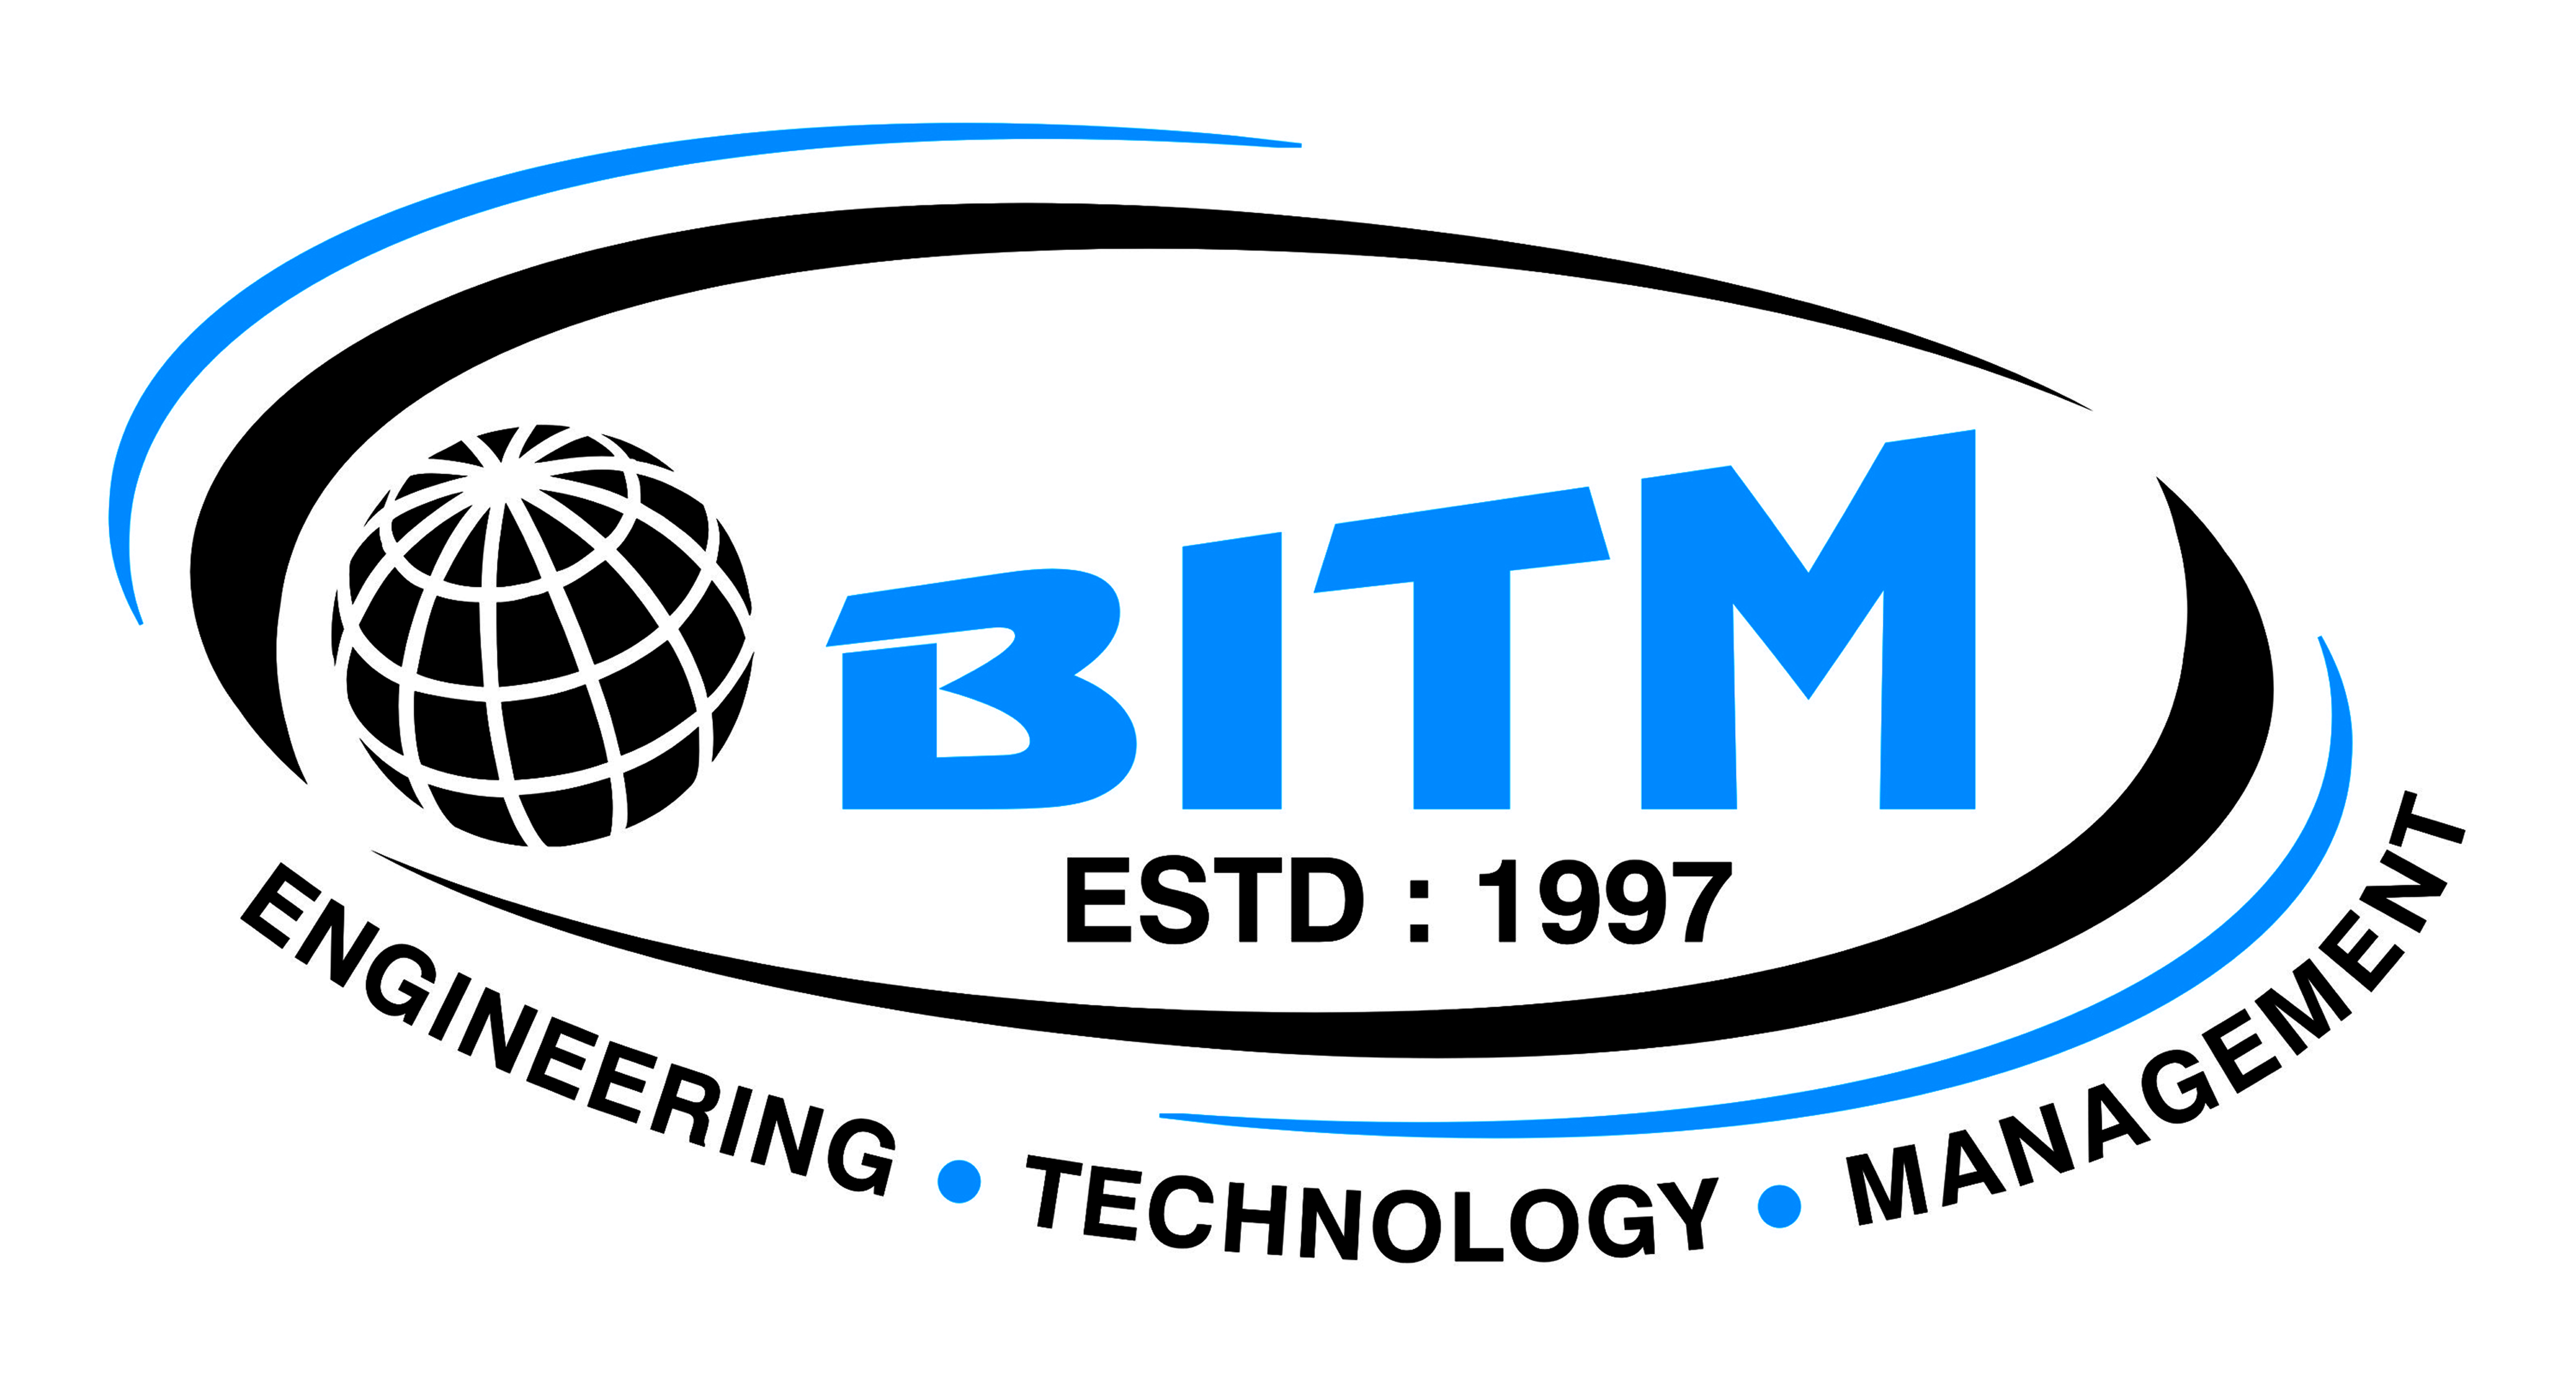 BITM
ESTD : 1997
ENGINEERING • TECHNOLOGY • MANAGEMENT